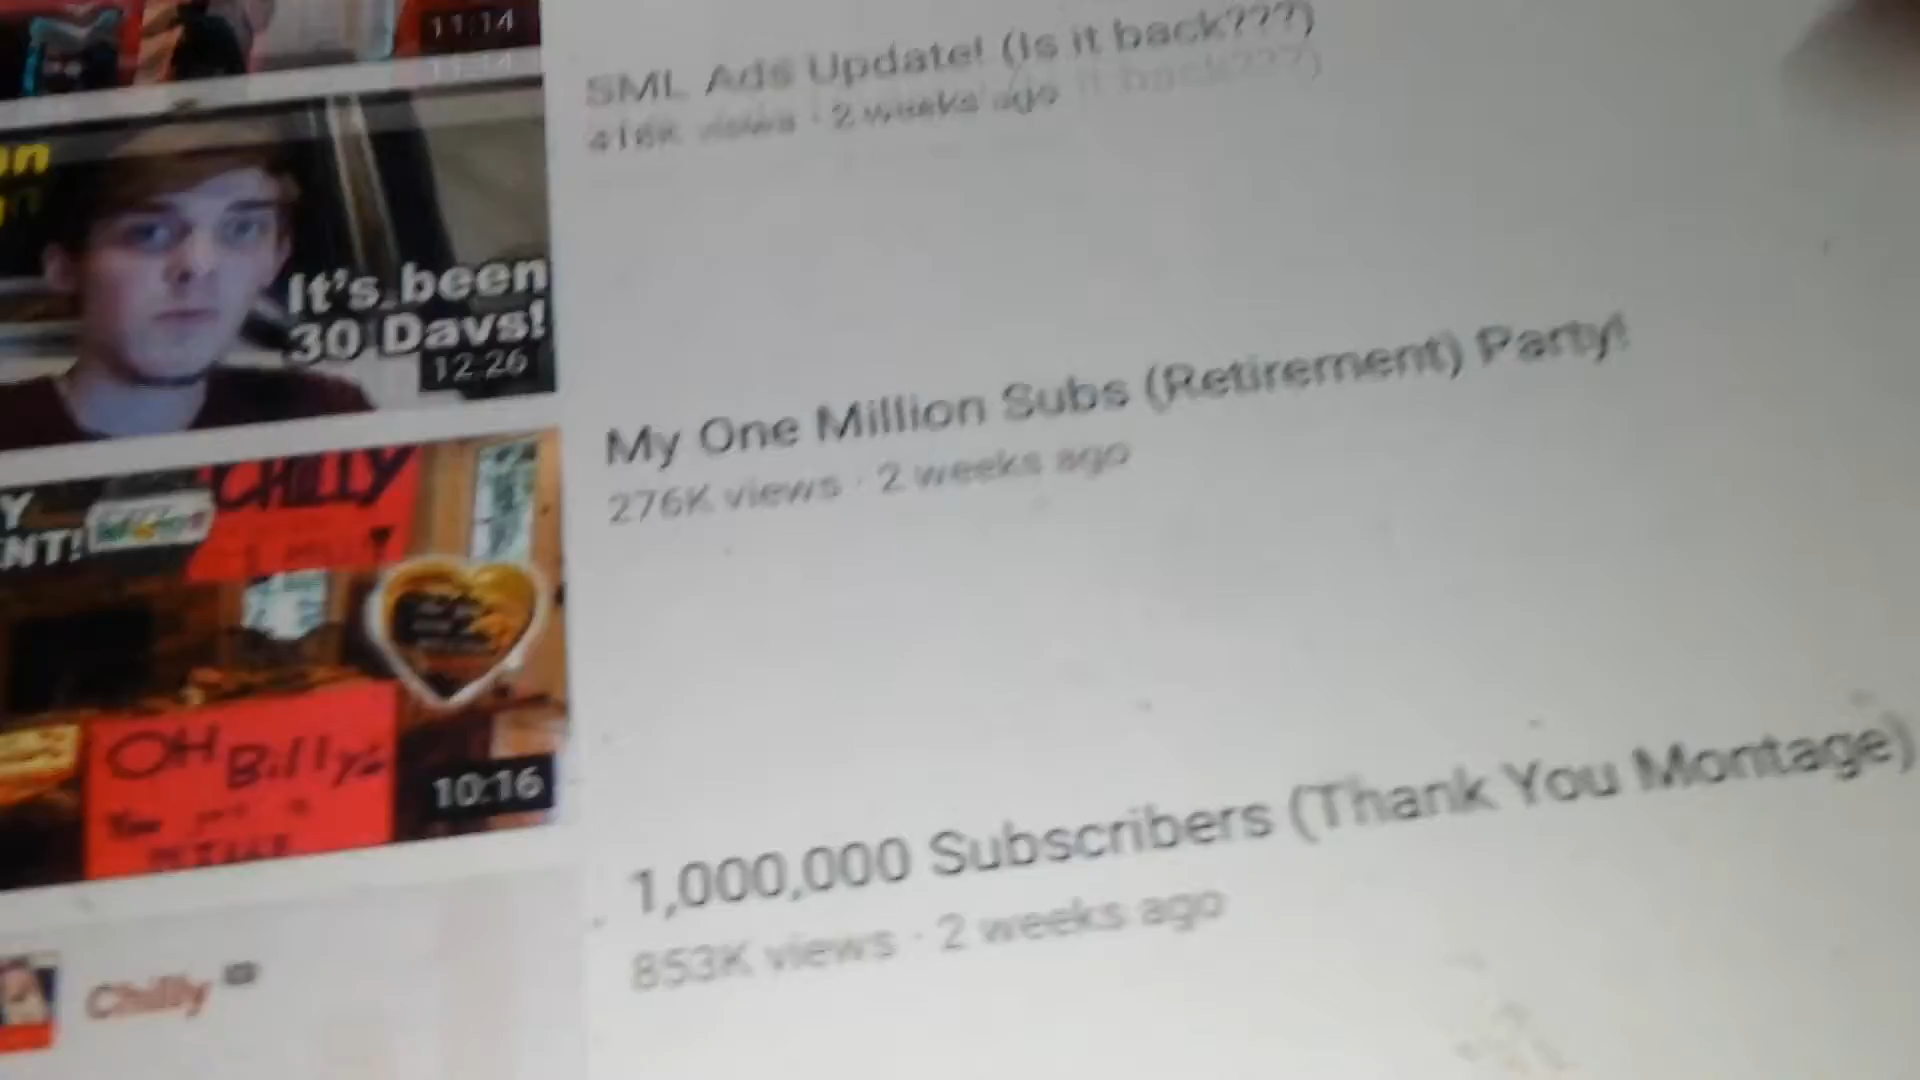 11:14
SML Ads Update! (Is it back???)
416K views · 2 weeks ago
It's been
30 Days!
12:26
My One Million Subs (Retirement) Party!
276K views · 2 weeks ago
Y
NT!
CHILLY
OH Billy's
You
10:16
1,000,000 Subscribers (Thank You Montage)
853K views · 2 weeks ago
Chilly